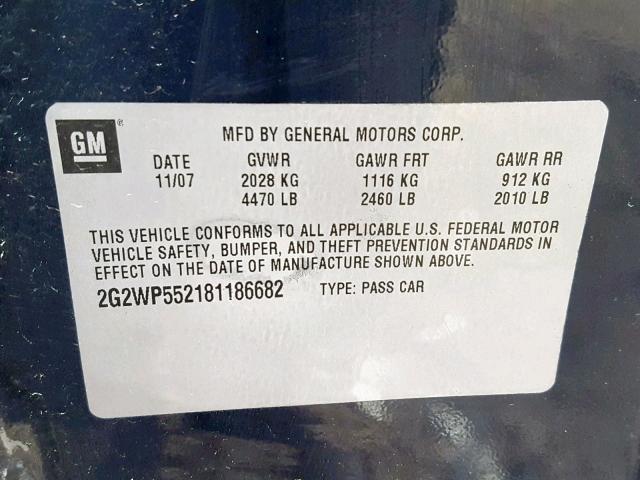 GM®
MFD BY GENERAL MOTORS CORP.
DATE GVWR GAWR FRT GAWR RR
11/07 2028 KG 1116 KG 912 KG
4470 LB 2460 LB 2010 LB
THIS VEHICLE CONFORMS TO ALL APPLICABLE U.S. FEDERAL MOTOR
VEHICLE SAFETY, BUMPER, AND THEFT PREVENTION STANDARDS IN
EFFECT ON THE DATE OF MANUFACTURE SHOWN ABOVE.
2G2WP552181186682 TYPE: PASS CAR